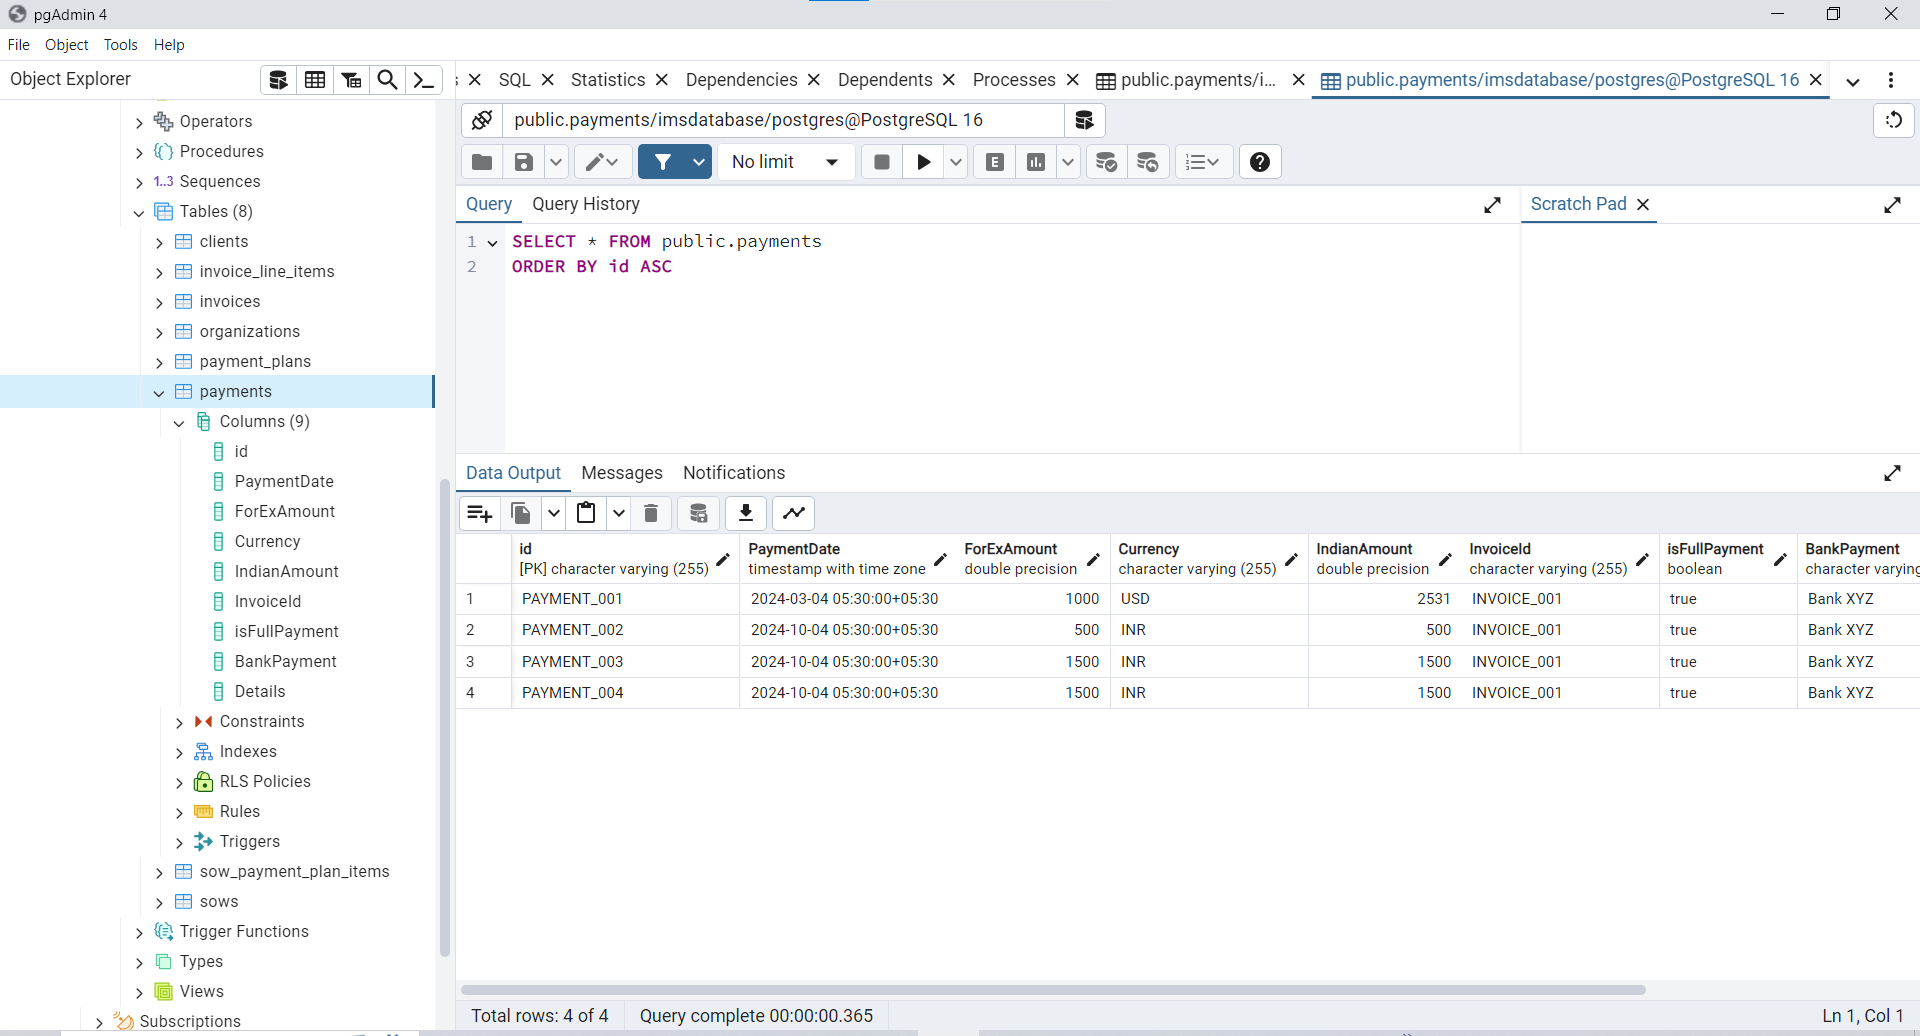 pgAdmin 4
File Object Tools Help
Object Explorer
SQL Statistics Dependencies Dependents Processes public.payments/i... public.payments/imsdatabase/postgres@PostgreSQL 16
public.payments/imsdatabase/postgres@PostgreSQL 16
No limit
E
Query Query History
Scratch Pad
1 SELECT * FROM public.payments
2 ORDER BY id ASC
Operators
Procedures
1..3 Sequences
Tables (8)
clients
invoice_line_items
invoices
organizations
payment_plans
payments
Columns (9)
id
PaymentDate
ForExAmount
Currency
IndianAmount
InvoiceId
isFullPayment
BankPayment
Details
Constraints
Indexes
RLS Policies
Rules
Triggers
sow_payment_plan_items
sows
Trigger Functions
Types
Views
Subscriptions
Data Output Messages Notifications
id PaymentDate ForExAmount Currency IndianAmount InvoiceId isFullPayment BankPayment
[PK] character varying (255) timestamp with time zone double precision character varying (255) double precision character varying (255) boolean character varying
1 PAYMENT_001 2024-03-04 05:30:00+05:30 1000 USD 2531 INVOICE_001 true Bank XYZ
2 PAYMENT_002 2024-10-04 05:30:00+05:30 500 INR 500 INVOICE_001 true Bank XYZ
3 PAYMENT_003 2024-10-04 05:30:00+05:30 1500 INR 1500 INVOICE_001 true Bank XYZ
4 PAYMENT_004 2024-10-04 05:30:00+05:30 1500 INR 1500 INVOICE_001 true Bank XYZ
Total rows: 4 of 4 Query complete 00:00:00.365 Ln 1, Col 1